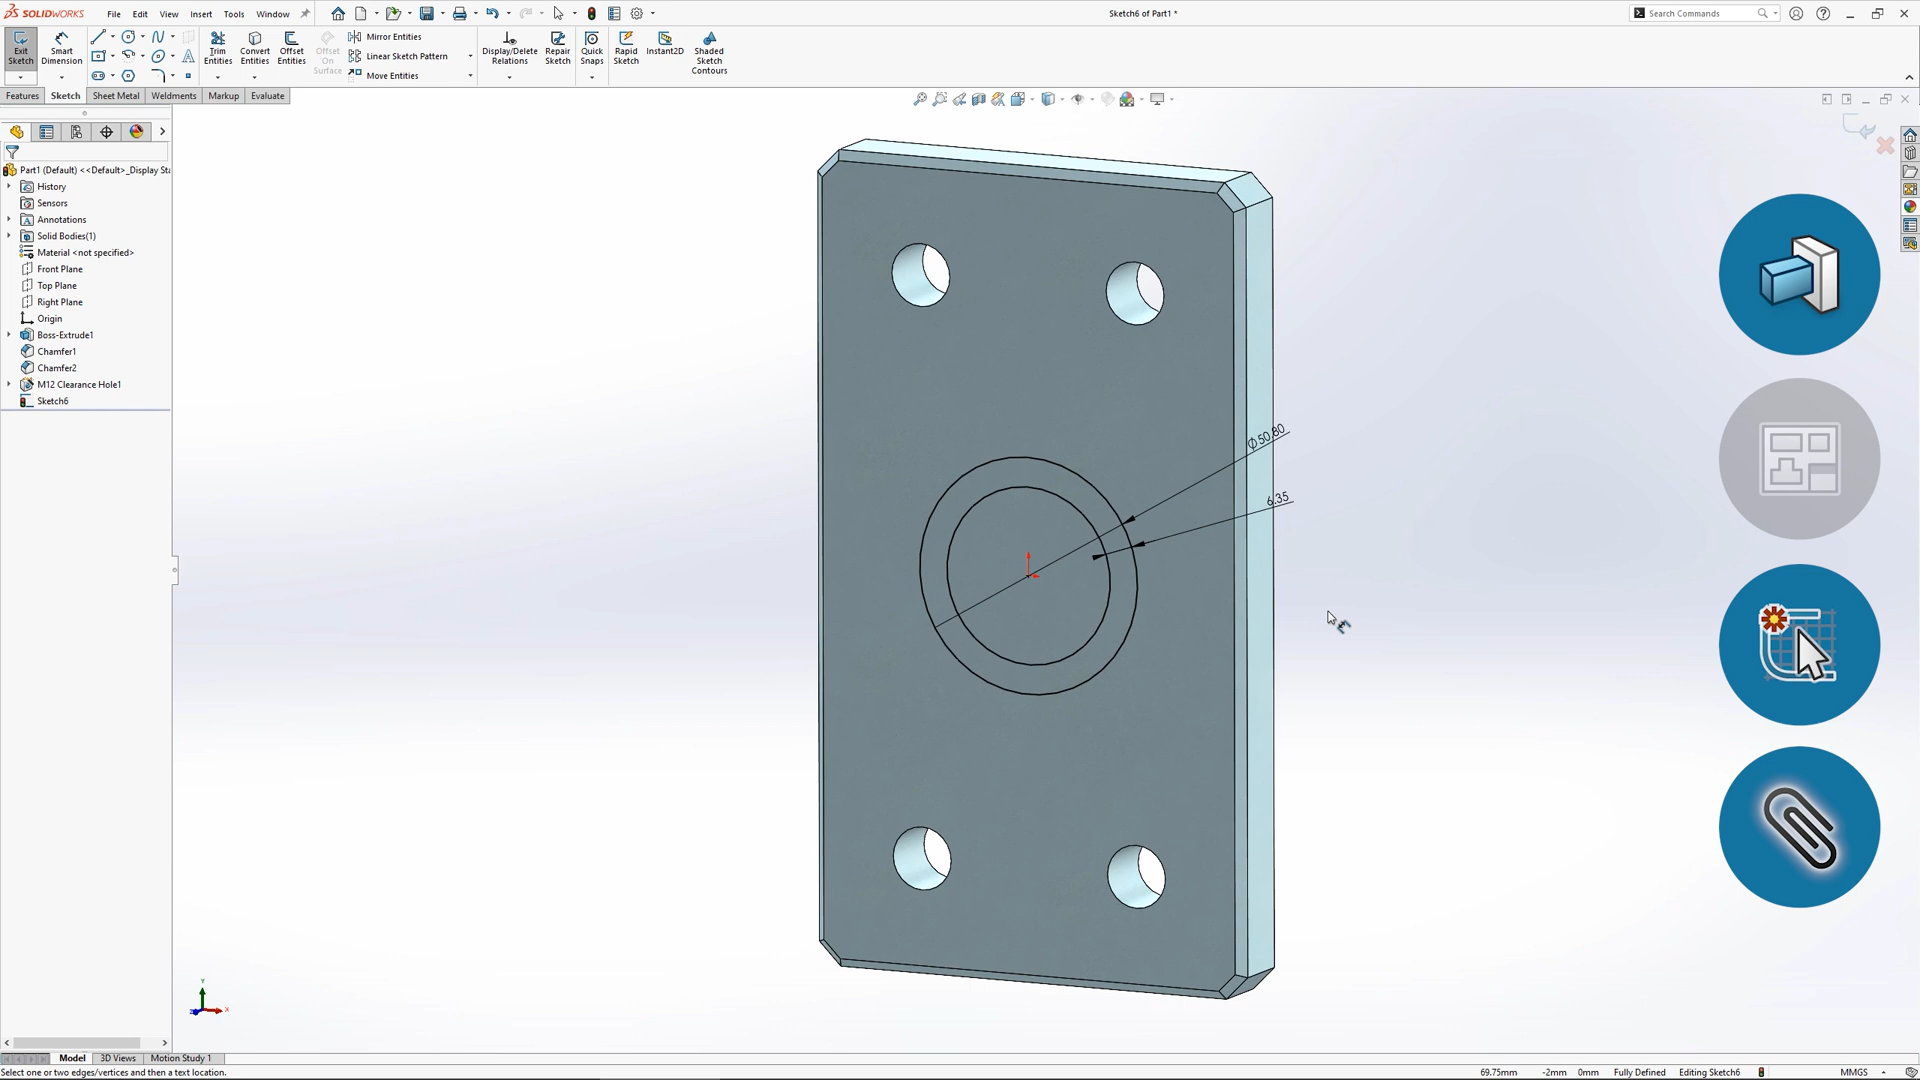 SOLIDWORKS
File
Edit
View
Insert
Tools
Window
Sketch6 of Part1 *
Search Commands
Exit Sketch
Smart Dimension
Trim Entities
Convert Entities
Offset Entities
Offset On Surface
Mirror Entities
Linear Sketch Pattern
Move Entities
Display/Delete Relations
Repair Sketch
Quick Snaps
Rapid Sketch
Instant2D
Shaded Sketch Contours
Features
Sketch
Sheet Metal
Weldments
Markup
Evaluate
Part1 (Default) <<Default>_Display Sta
History
Sensors
Annotations
Solid Bodies(1)
Material <not specified>
Front Plane
Top Plane
Right Plane
Origin
Boss-Extrude1
Chamfer1
Chamfer2
M12 Clearance Hole1
Sketch6
Ø50.80
6.35
Y
X
Z
Model
3D Views
Motion Study 1
Select one or two edges/vertices and then a text location.
69.75mm
-2mm
0mm
Fully Defined
Editing Sketch6
MMGS